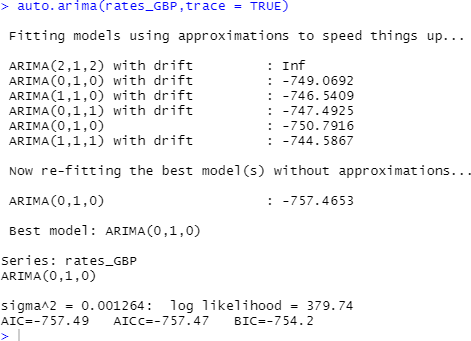 > auto.arima(rates_GBP,trace = TRUE)
Fitting models using approximations to speed things up...
ARIMA(2,1,2) with drift : Inf
ARIMA(0,1,0) with drift : -749.0692
ARIMA(1,1,0) with drift : -746.5409
ARIMA(0,1,1) with drift : -747.4925
ARIMA(0,1,0) : -750.7916
ARIMA(1,1,1) with drift : -744.5867
Now re-fitting the best model(s) without approximations...
ARIMA(0,1,0) : -757.4653
Best model: ARIMA(0,1,0)
Series: rates_GBP
ARIMA(0,1,0)
sigma^2 = 0.001264: log likelihood = 379.74
AIC=-757.49 AICc=-757.47 BIC=-754.2
>